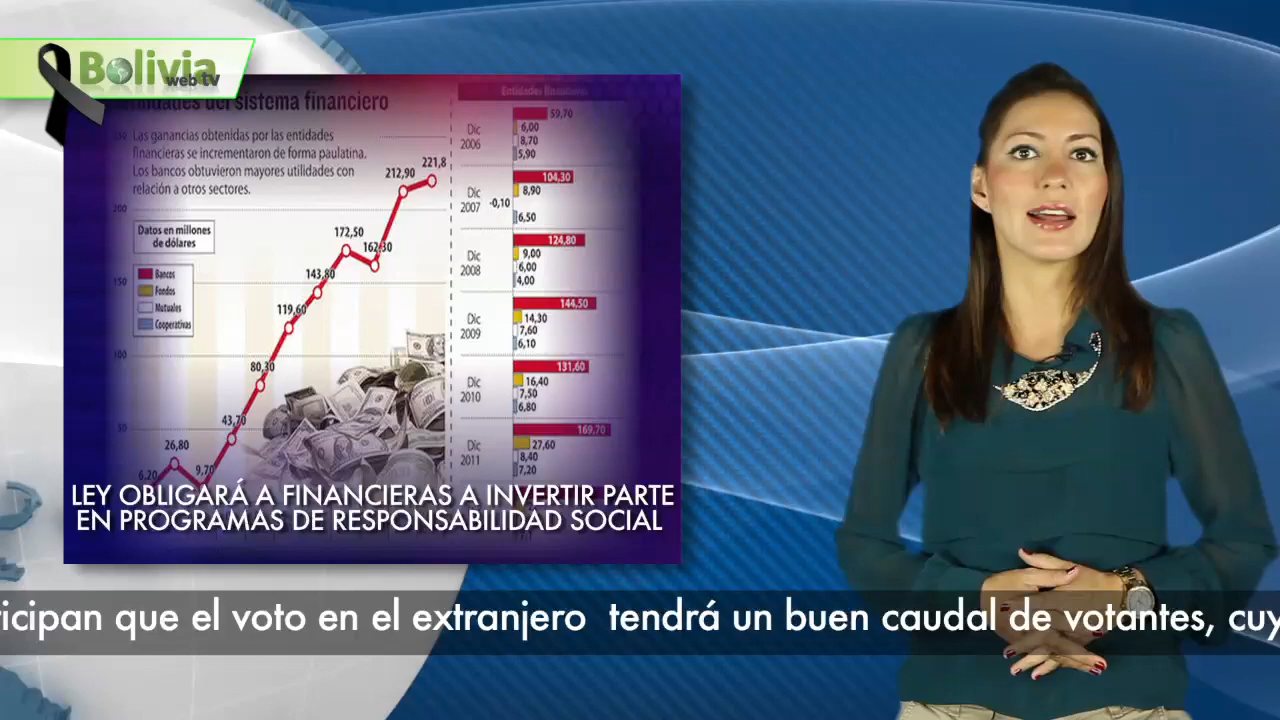 Bolivia
web tv
utilidades del sistema financiero
Las ganancias obtenidas por las entidades
financieras se incrementaron de forma paulatina.
Los bancos obtuvieron mayores utilidades con
relación a otros sectores.
200
150
100
50
Datos en millones
de dólares
Bancos
Fondos
Mutuales
Cooperativas
6,20
26,80
9,70
43,70
80,30
119,60
143,80
172,50
162,30
212,90
221,8
Entidades financieras
Dic
2006
59,70
6,00
8,70
5,90
Dic
2007
104,30
8,90
-0,10
6,50
Dic
2008
124,80
9,00
6,00
4,00
Dic
2009
144,50
14,30
7,60
6,10
Dic
2010
131,60
16,40
7,50
6,80
Dic
2011
169,70
27,60
8,40
7,20
LEY OBLIGARÁ A FINANCIERAS A INVERTIR PARTE
EN PROGRAMAS DE RESPONSABILIDAD SOCIAL
ticipan que el voto en el extranjero tendrá un buen caudal de votantes, cuy